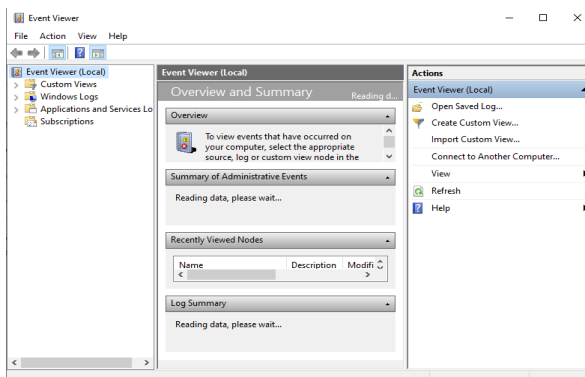 Event Viewer
File Action View Help
Event Viewer (Local)
Custom Views
Windows Logs
Applications and Services Lo
Subscriptions
Event Viewer (Local)
Overview and Summary Reading d...
Overview
To view events that have occurred on
your computer, select the appropriate
source, log or custom view node in the
Summary of Administrative Events
Reading data, please wait...
Recently Viewed Nodes
Name Description Modifi
Log Summary
Reading data, please wait...
Actions
Event Viewer (Local)
Open Saved Log...
Create Custom View...
Import Custom View...
Connect to Another Computer...
View
Refresh
Help